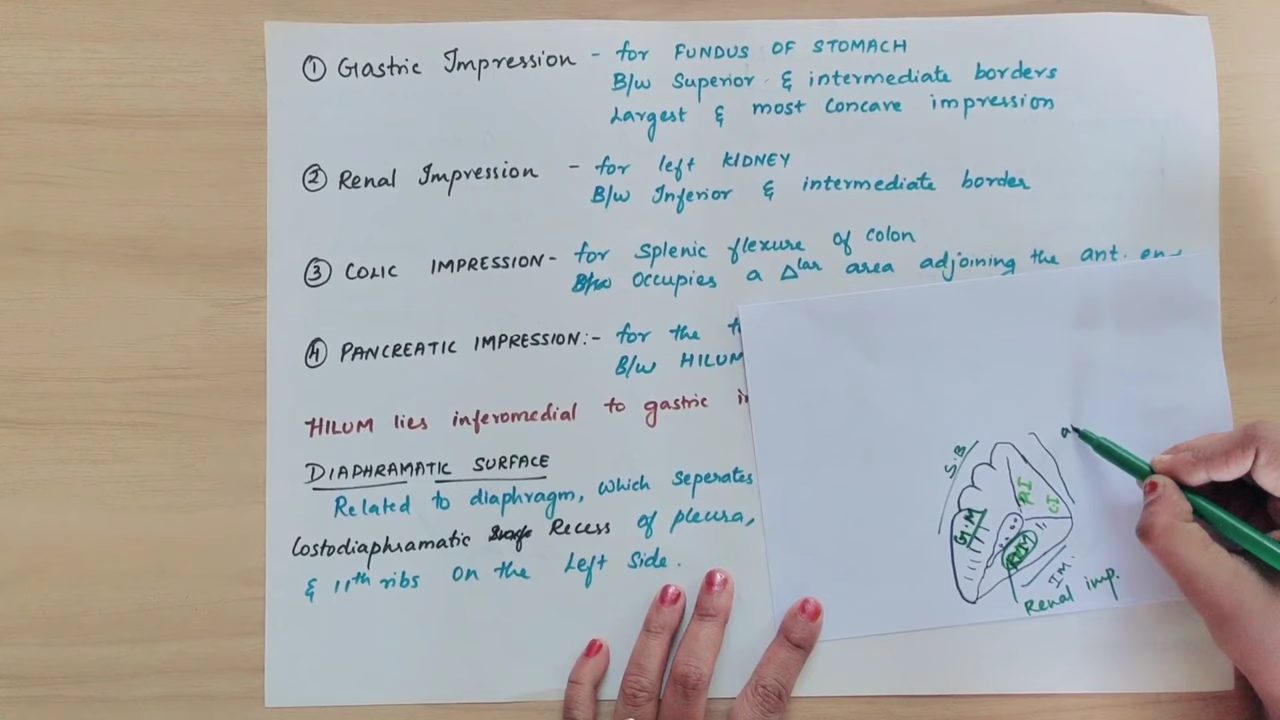 ① Gastric Impression - for FUNDUS OF STOMACH
B/w Superior & intermediate borders
Largest & most concave impression
② Renal Impression - for left KIDNEY
B/w Inferior & intermediate border
③ COLIC IMPRESSION- for splenic flexure of colon
Occupies a Δlar area adjoining the ant. en
④ PANCREATIC IMPRESSION:- for the t
B/w HILUM
HILUM lies inferomedial to gastric i
DIAPHRAMATIC SURFACE
Related to diaphragm, which seperates
Costodiaphramatic Recess of pleura,
& 11th ribs on the Left side.
S.B
CI
Im.
Renal imp.